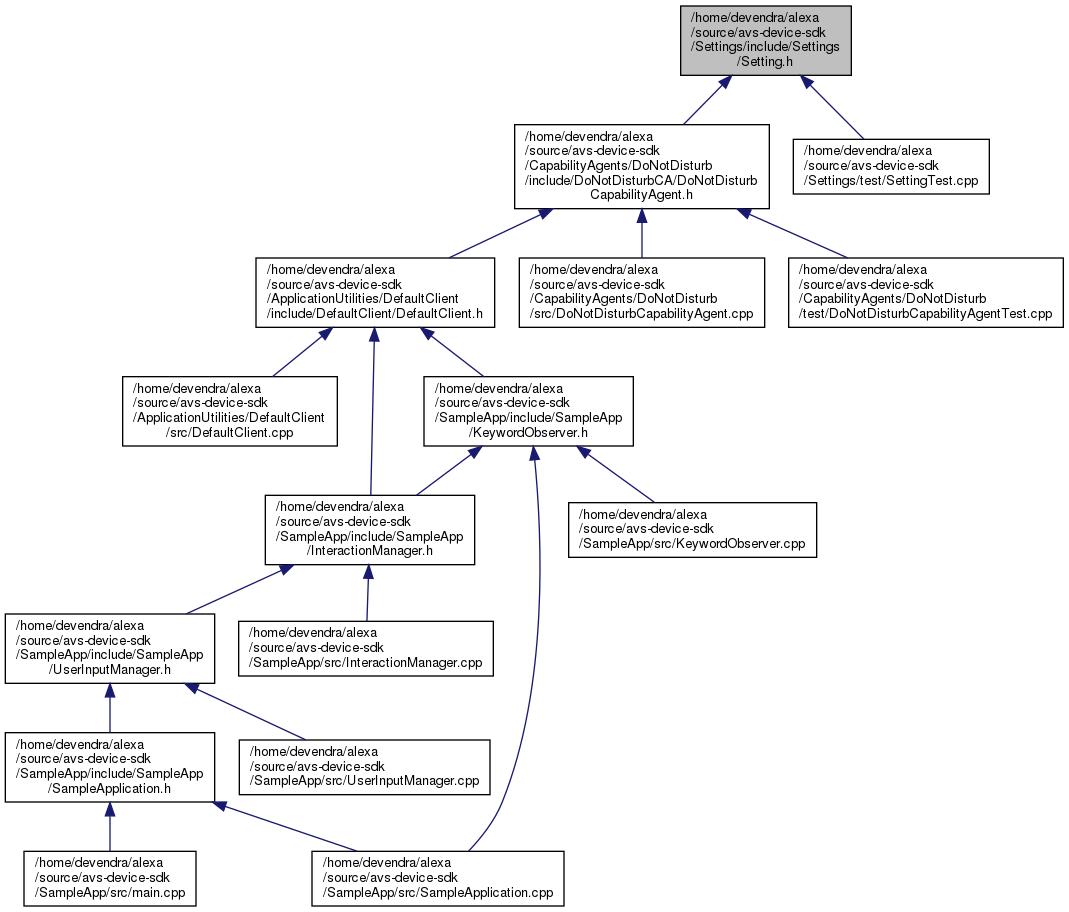 /home/devendra/alexa
/source/avs-device-sdk
/Settings/include/Settings
/Setting.h
/home/devendra/alexa
/source/avs-device-sdk
/CapabilityAgents/DoNotDisturb
/include/DoNotDisturbCA/DoNotDisturb
CapabilityAgent.h
/home/devendra/alexa
/source/avs-device-sdk
/Settings/test/SettingTest.cpp
/home/devendra/alexa
/source/avs-device-sdk
/ApplicationUtilities/DefaultClient
/include/DefaultClient/DefaultClient.h
/home/devendra/alexa
/source/avs-device-sdk
/CapabilityAgents/DoNotDisturb
/src/DoNotDisturbCapabilityAgent.cpp
/home/devendra/alexa
/source/avs-device-sdk
/CapabilityAgents/DoNotDisturb
/test/DoNotDisturbCapabilityAgentTest.cpp
/home/devendra/alexa
/source/avs-device-sdk
/ApplicationUtilities/DefaultClient
/src/DefaultClient.cpp
/home/devendra/alexa
/source/avs-device-sdk
/SampleApp/include/SampleApp
/KeywordObserver.h
/home/devendra/alexa
/source/avs-device-sdk
/SampleApp/include/SampleApp
/InteractionManager.h
/home/devendra/alexa
/source/avs-device-sdk
/SampleApp/src/KeywordObserver.cpp
/home/devendra/alexa
/source/avs-device-sdk
/SampleApp/include/SampleApp
/UserInputManager.h
/home/devendra/alexa
/source/avs-device-sdk
/SampleApp/src/InteractionManager.cpp
/home/devendra/alexa
/source/avs-device-sdk
/SampleApp/include/SampleApp
/SampleApplication.h
/home/devendra/alexa
/source/avs-device-sdk
/SampleApp/src/UserInputManager.cpp
/home/devendra/alexa
/source/avs-device-sdk
/SampleApp/src/main.cpp
/home/devendra/alexa
/source/avs-device-sdk
/SampleApp/src/SampleApplication.cpp